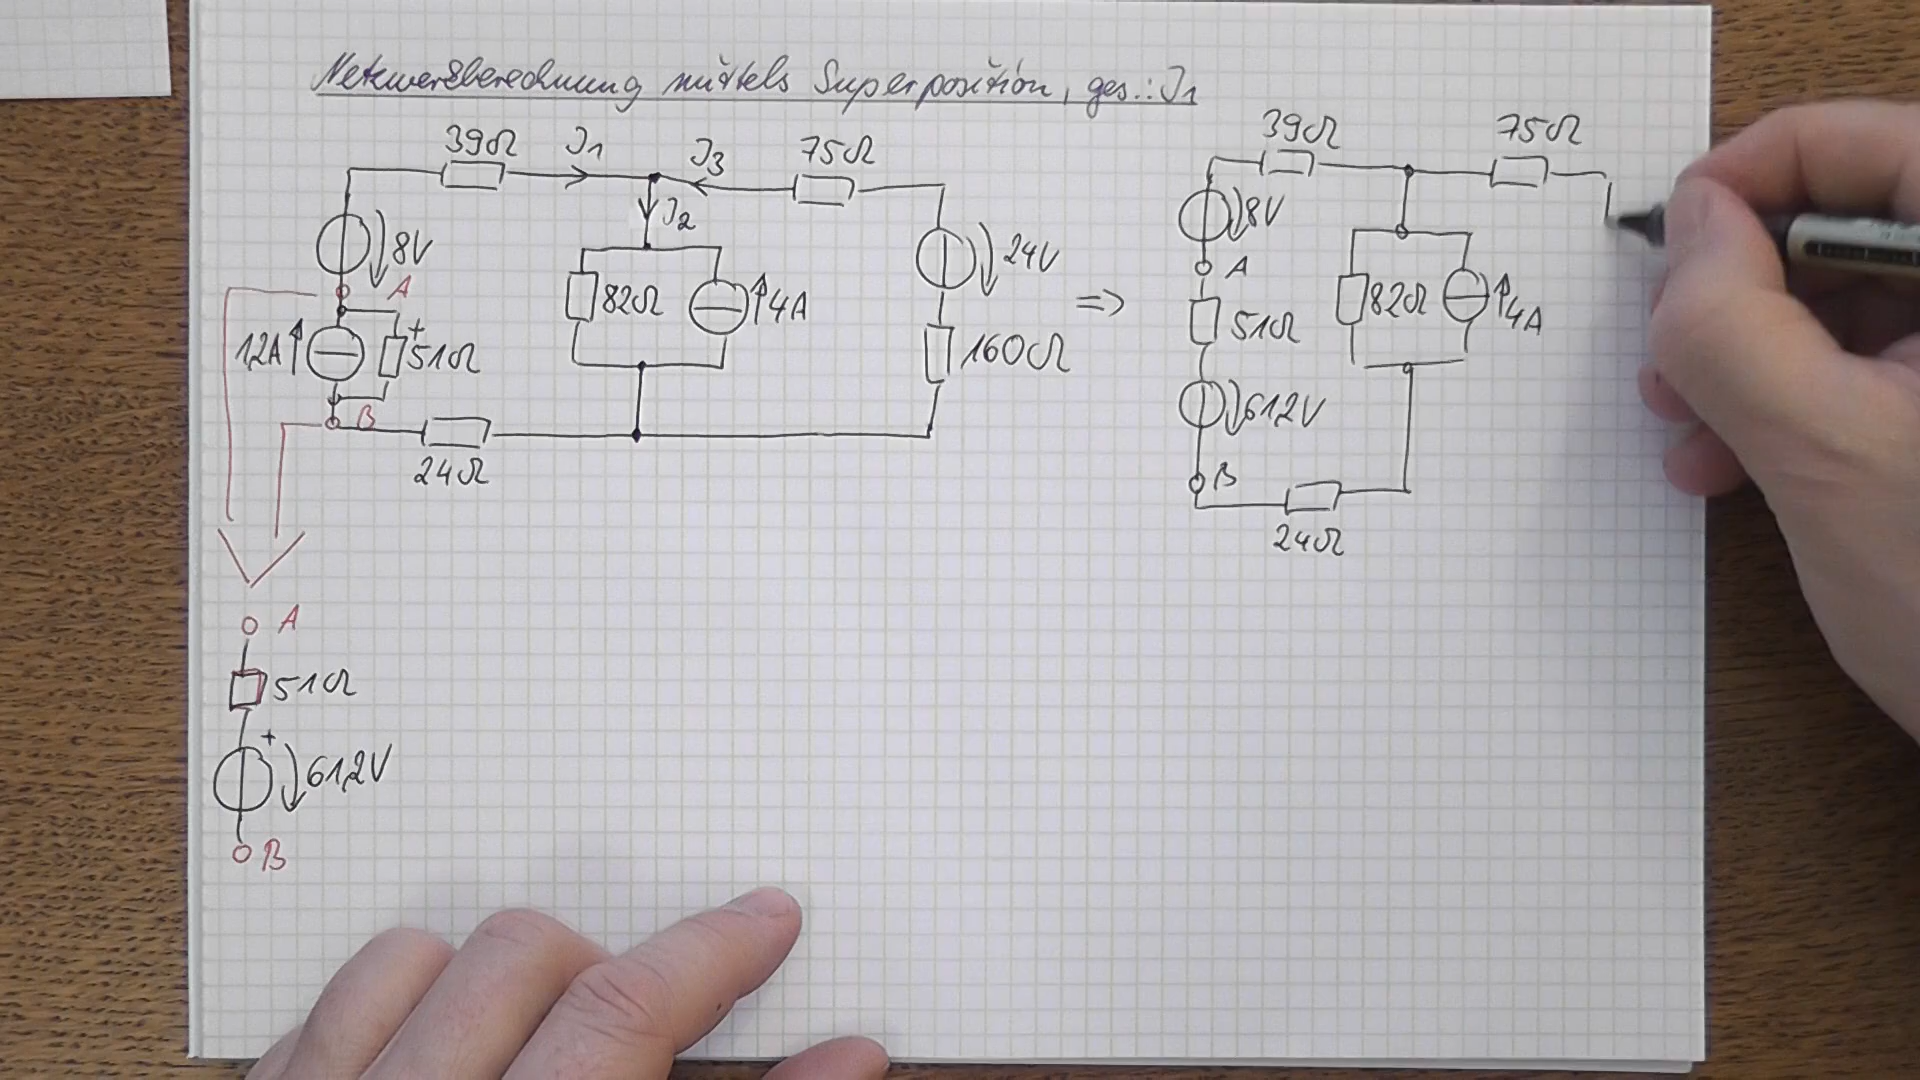 Netzwerkberechnung mittels Superposition, ges.: I1
39Ω I1 I3 75Ω
I2
8V
A
24V
1,2A
+
51Ω
82Ω
4A
160Ω
B
24Ω
=>
39Ω 75Ω
8V
A
51Ω
82Ω
4A
61,2V
B
24Ω
A
51Ω
+
61,2V
B